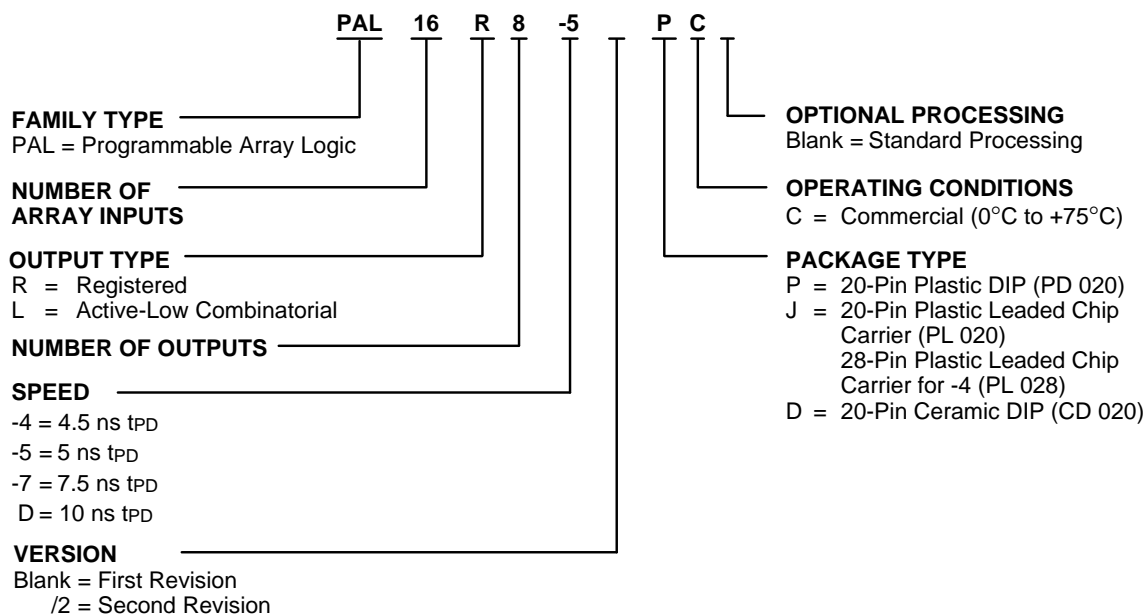 PAL 16 R 8 -5 P C
FAMILY TYPE
PAL = Programmable Array Logic
NUMBER OF
ARRAY INPUTS
OUTPUT TYPE
R = Registered
L = Active-Low Combinatorial
NUMBER OF OUTPUTS
SPEED
-4 = 4.5 ns tPD
-5 = 5 ns tPD
-7 = 7.5 ns tPD
D = 10 ns tPD
VERSION
Blank = First Revision
/2 = Second Revision
OPTIONAL PROCESSING
Blank = Standard Processing
OPERATING CONDITIONS
C = Commercial (0°C to +75°C)
PACKAGE TYPE
P = 20-Pin Plastic DIP (PD 020)
J = 20-Pin Plastic Leaded Chip
Carrier (PL 020)
28-Pin Plastic Leaded Chip
Carrier for -4 (PL 028)
D = 20-Pin Ceramic DIP (CD 020)